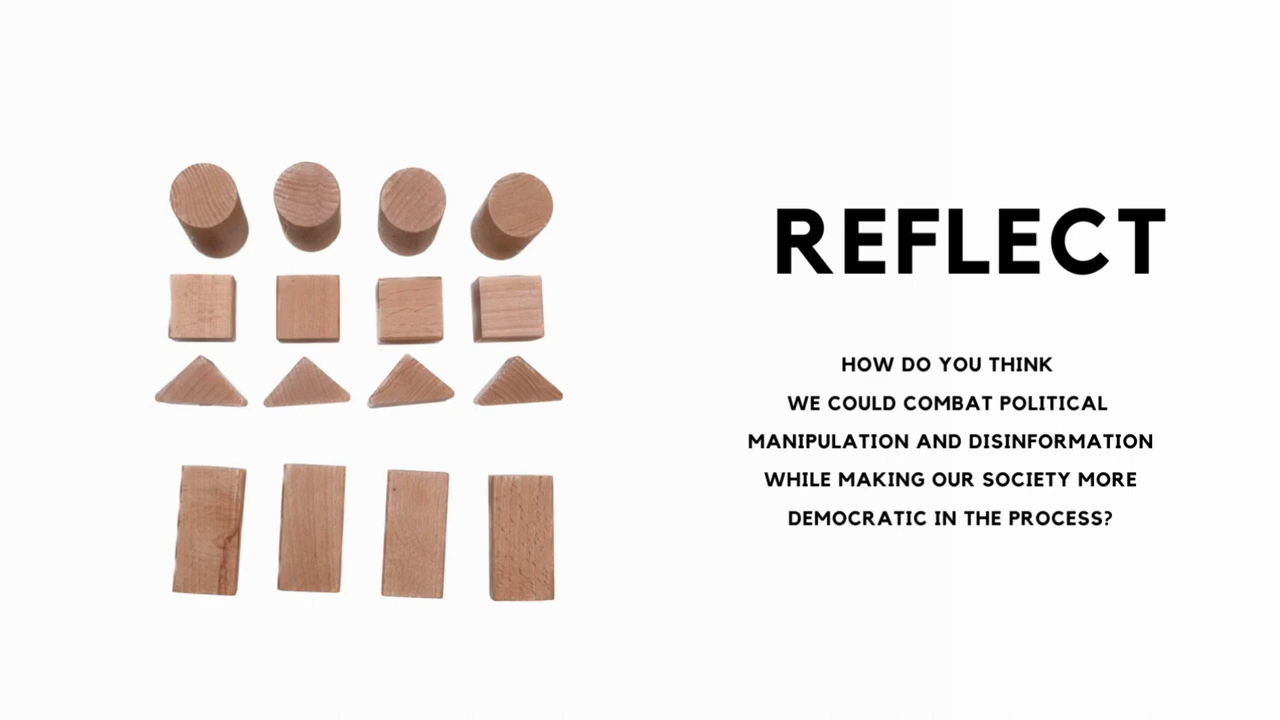 REFLECT
HOW DO YOU THINK
WE COULD COMBAT POLITICAL
MANIPULATION AND DISINFORMATION
WHILE MAKING OUR SOCIETY MORE
DEMOCRATIC IN THE PROCESS?